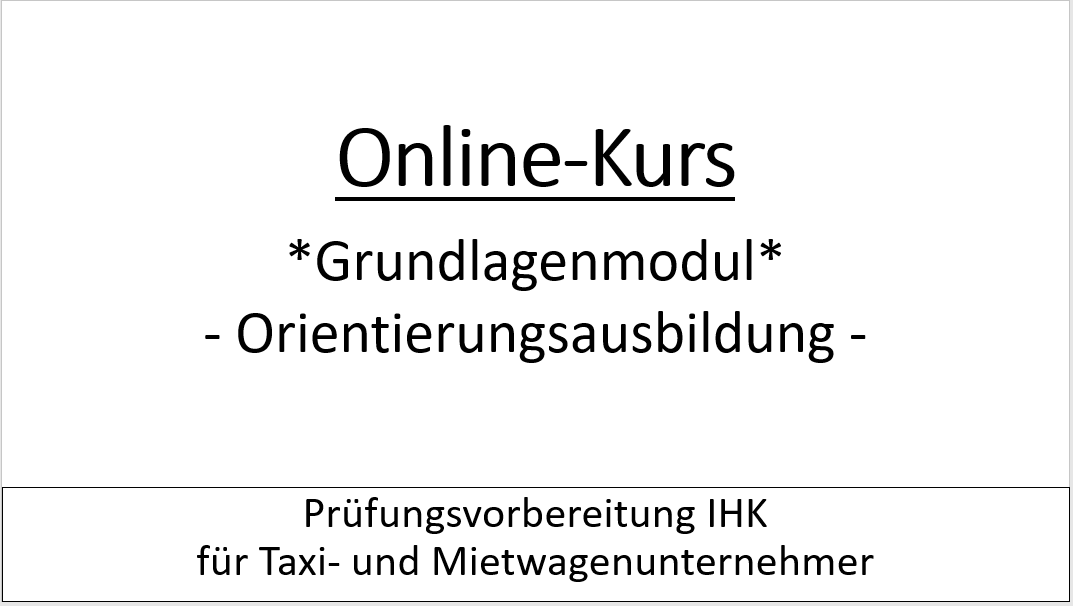 Online-Kurs
*Grundlagenmodul*
- Orientierungsausbildung -
Prüfungsvorbereitung IHK
für Taxi- und Mietwagenunternehmer